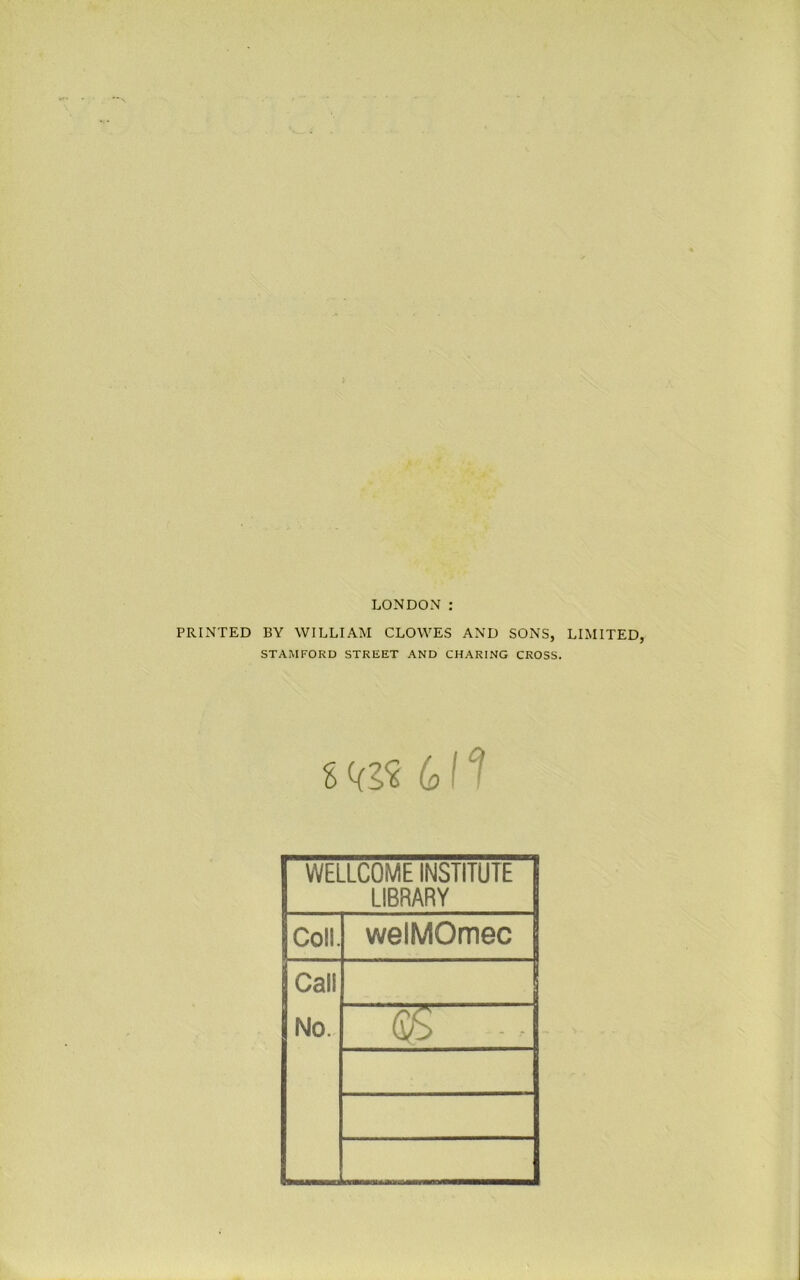 LONDON :
PRINTED BY WILLIAM CLOWES AND SONS, LIMITED,
STAMFORD STREET AND CHARING CROSS.
WELLCOME INSTITUTE
LIBRARY
Coll. welMOmec
Call
No. QS